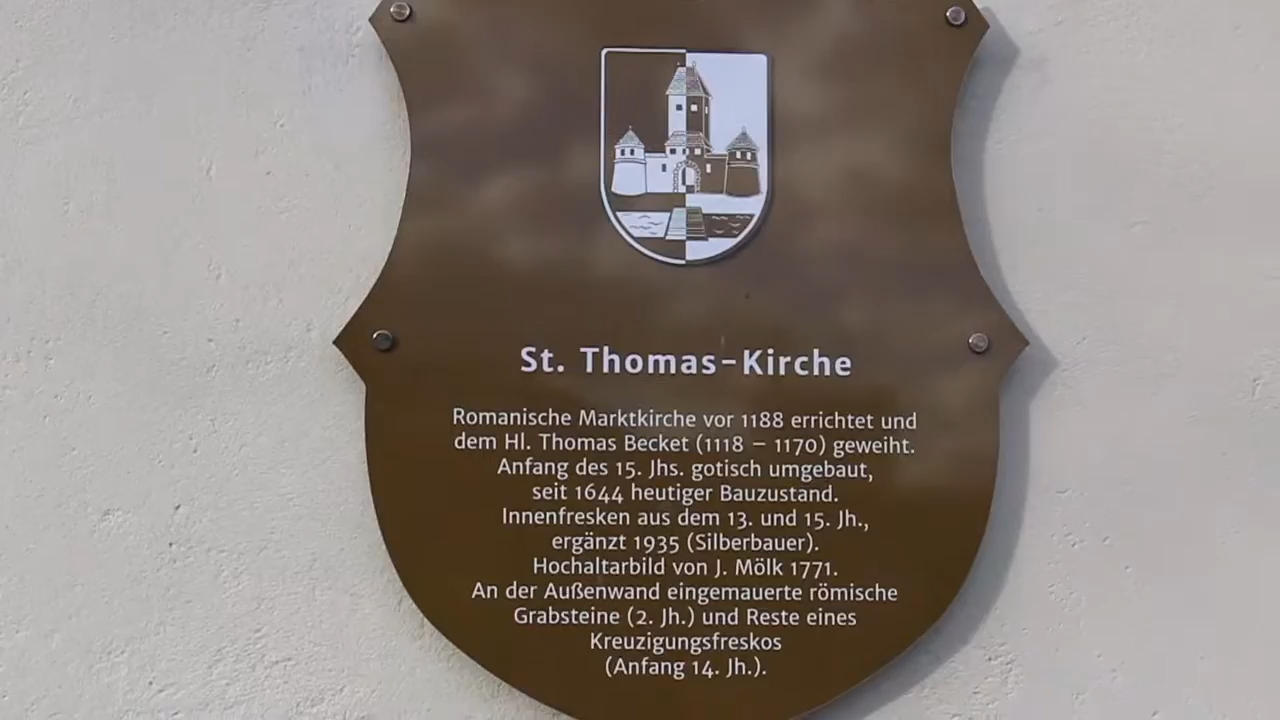 St. Thomas-Kirche
Romanische Marktkirche vor 1188 errichtet und
dem Hl. Thomas Becket (1118 – 1170) geweiht.
Anfang des 15. Jhs. gotisch umgebaut,
seit 1644 heutiger Bauzustand.
Innenfresken aus dem 13. und 15. Jh.,
ergänzt 1935 (Silberbauer).
Hochaltarbild von J. Mölk 1771.
An der Außenwand eingemauerte römische
Grabsteine (2. Jh.) und Reste eines
Kreuzigungsfreskos
(Anfang 14. Jh.).